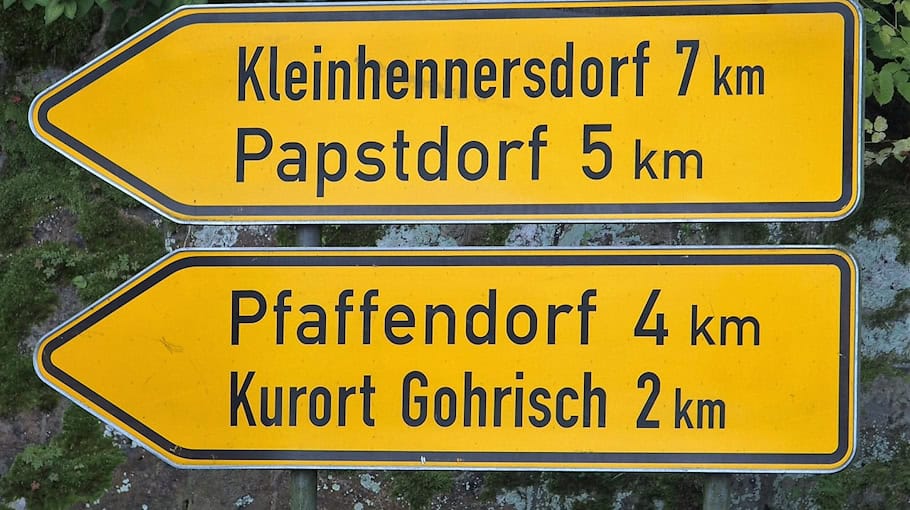 Kleinhennersdorf 7 km
Papstdorf 5 km
Pfaffendorf 4 km
Kurort Gohrisch 2 km